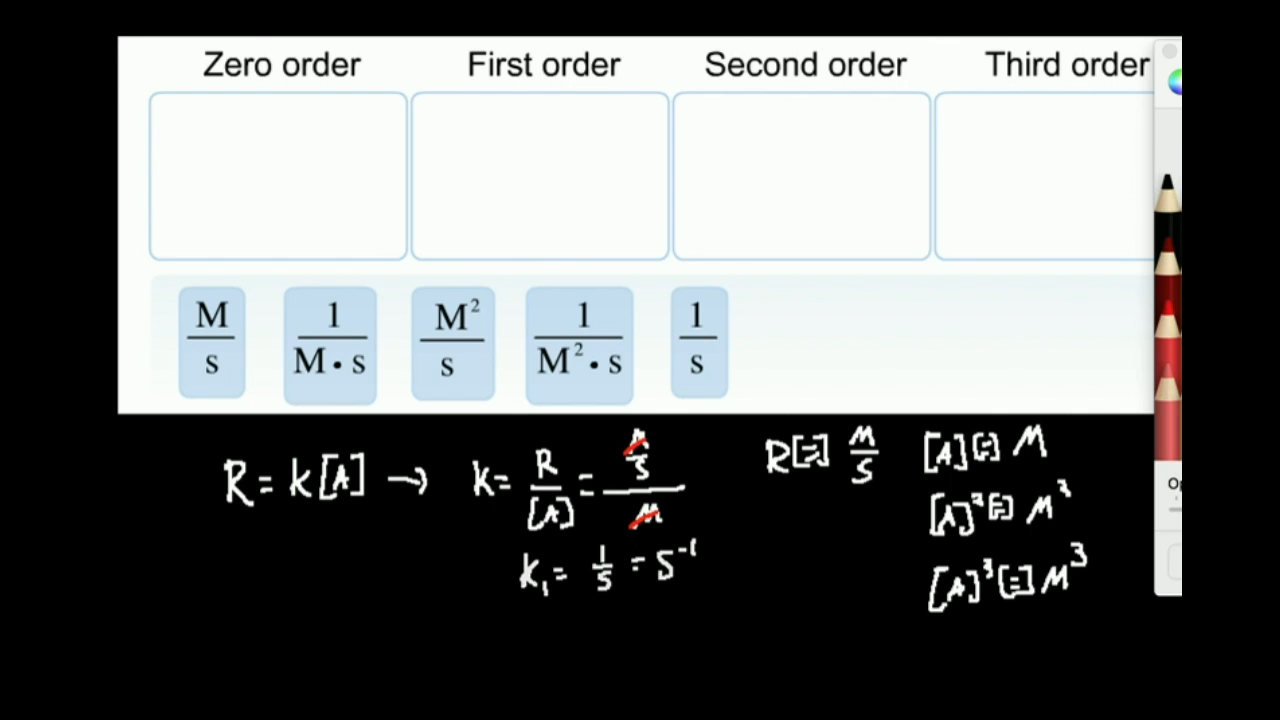 Zero order First order Second order Third order
M/s 1/(M • s) M²/s 1/(M² • s) 1/s
R = k[A] → k = R/[A] = (M/s)/M
R[=] M/s [A][=] M
[A]²[=] M²
k₁ = 1/s = s⁻¹
[A]³[=] M³